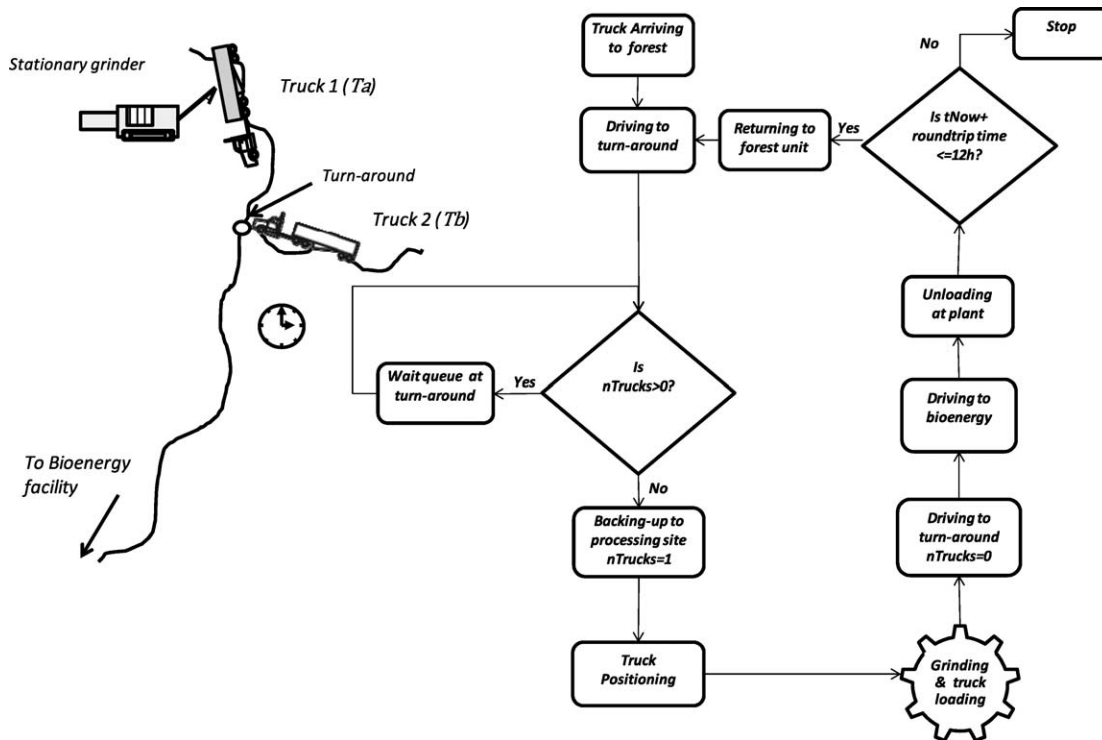 Stationary grinder
Truck 1 (Ta)
Turn-around
Truck 2 (Tb)
To Bioenergy
facility
Truck Arriving
to forest
Driving to
turn-around
Returning to
forest unit
Yes
Is tNow+
roundtrip time
<=12h?
No
Stop
Is
nTrucks>0?
Yes
Wait queue at
turn-around
No
Backing-up to
processing site
nTrucks=1
Truck
Positioning
Grinding
& truck
loading
Driving to
turn-around
nTrucks=0
Driving to
bioenergy
Unloading
at plant